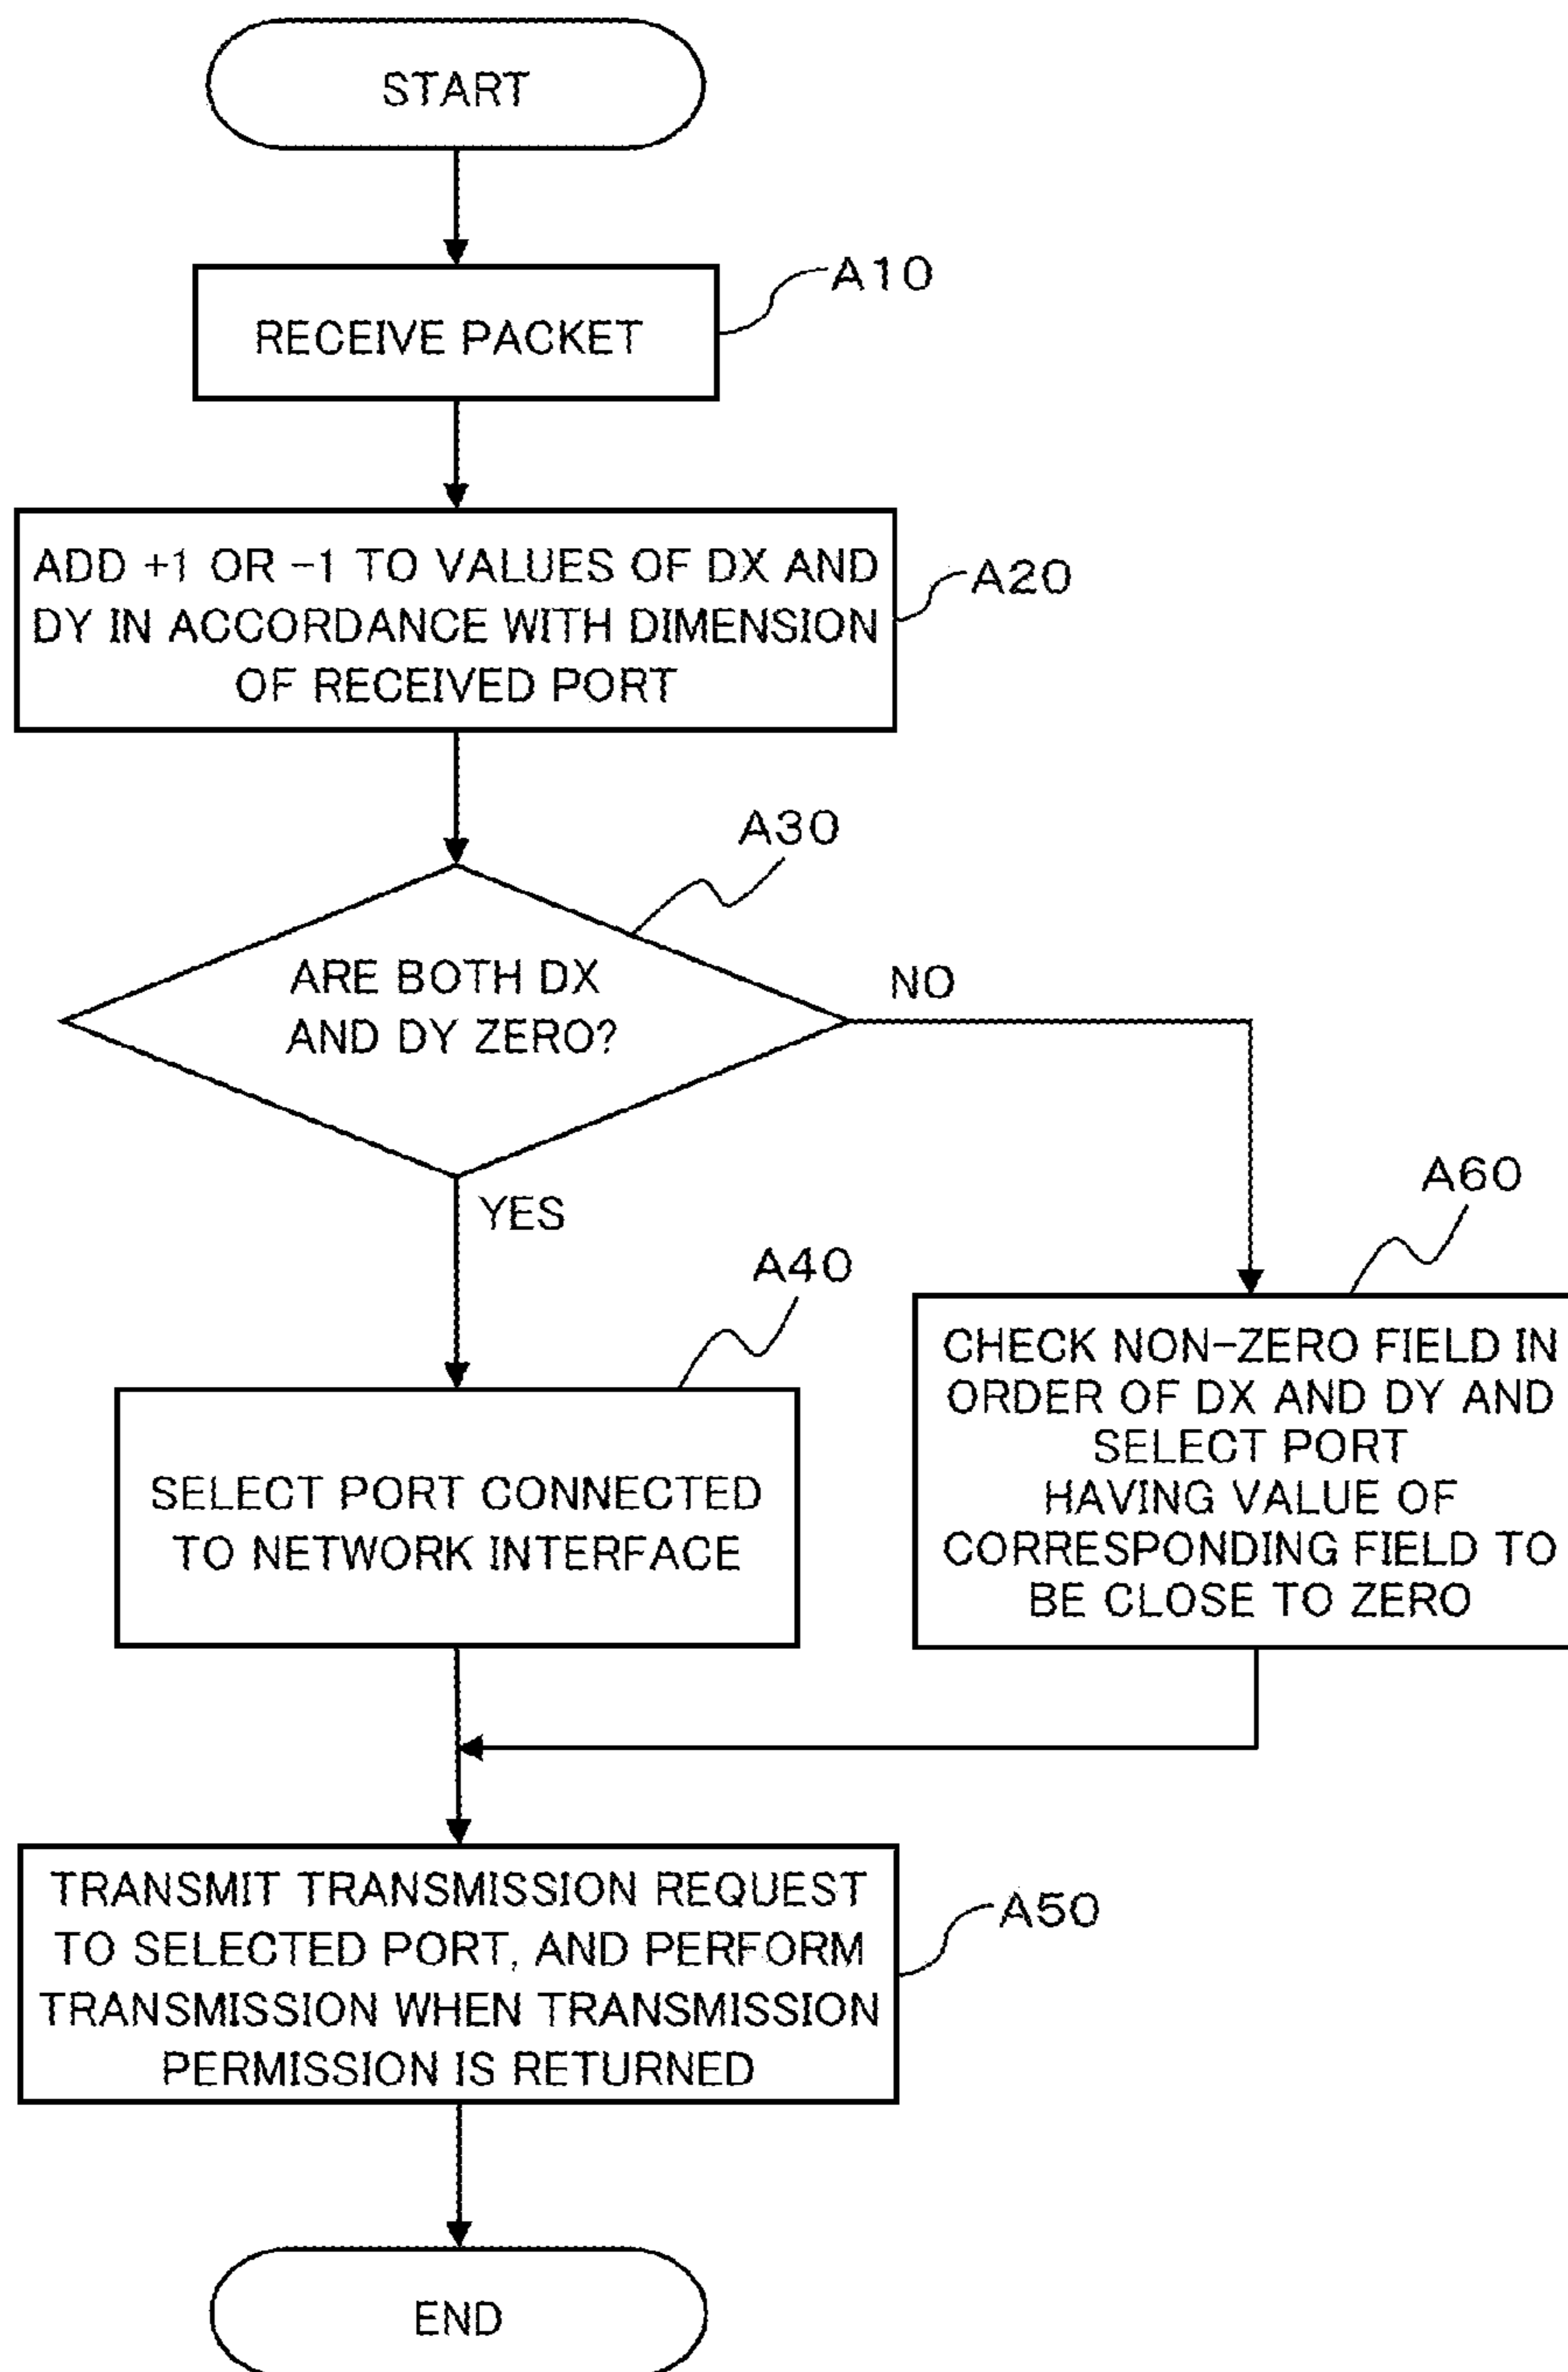 START
A10
RECEIVE PACKET
ADD +1 OR -1 TO VALUES OF DX AND
DY IN ACCORDANCE WITH DIMENSION
OF RECEIVED PORT
A20
A30
ARE BOTH DX
AND DY ZERO?
NO
YES
A40
SELECT PORT CONNECTED
TO NETWORK INTERFACE
A60
CHECK NON-ZERO FIELD IN
ORDER OF DX AND DY AND
SELECT PORT
HAVING VALUE OF
CORRESPONDING FIELD TO
BE CLOSE TO ZERO
TRANSMIT TRANSMISSION REQUEST
TO SELECTED PORT, AND PERFORM
TRANSMISSION WHEN TRANSMISSION
PERMISSION IS RETURNED
A50
END